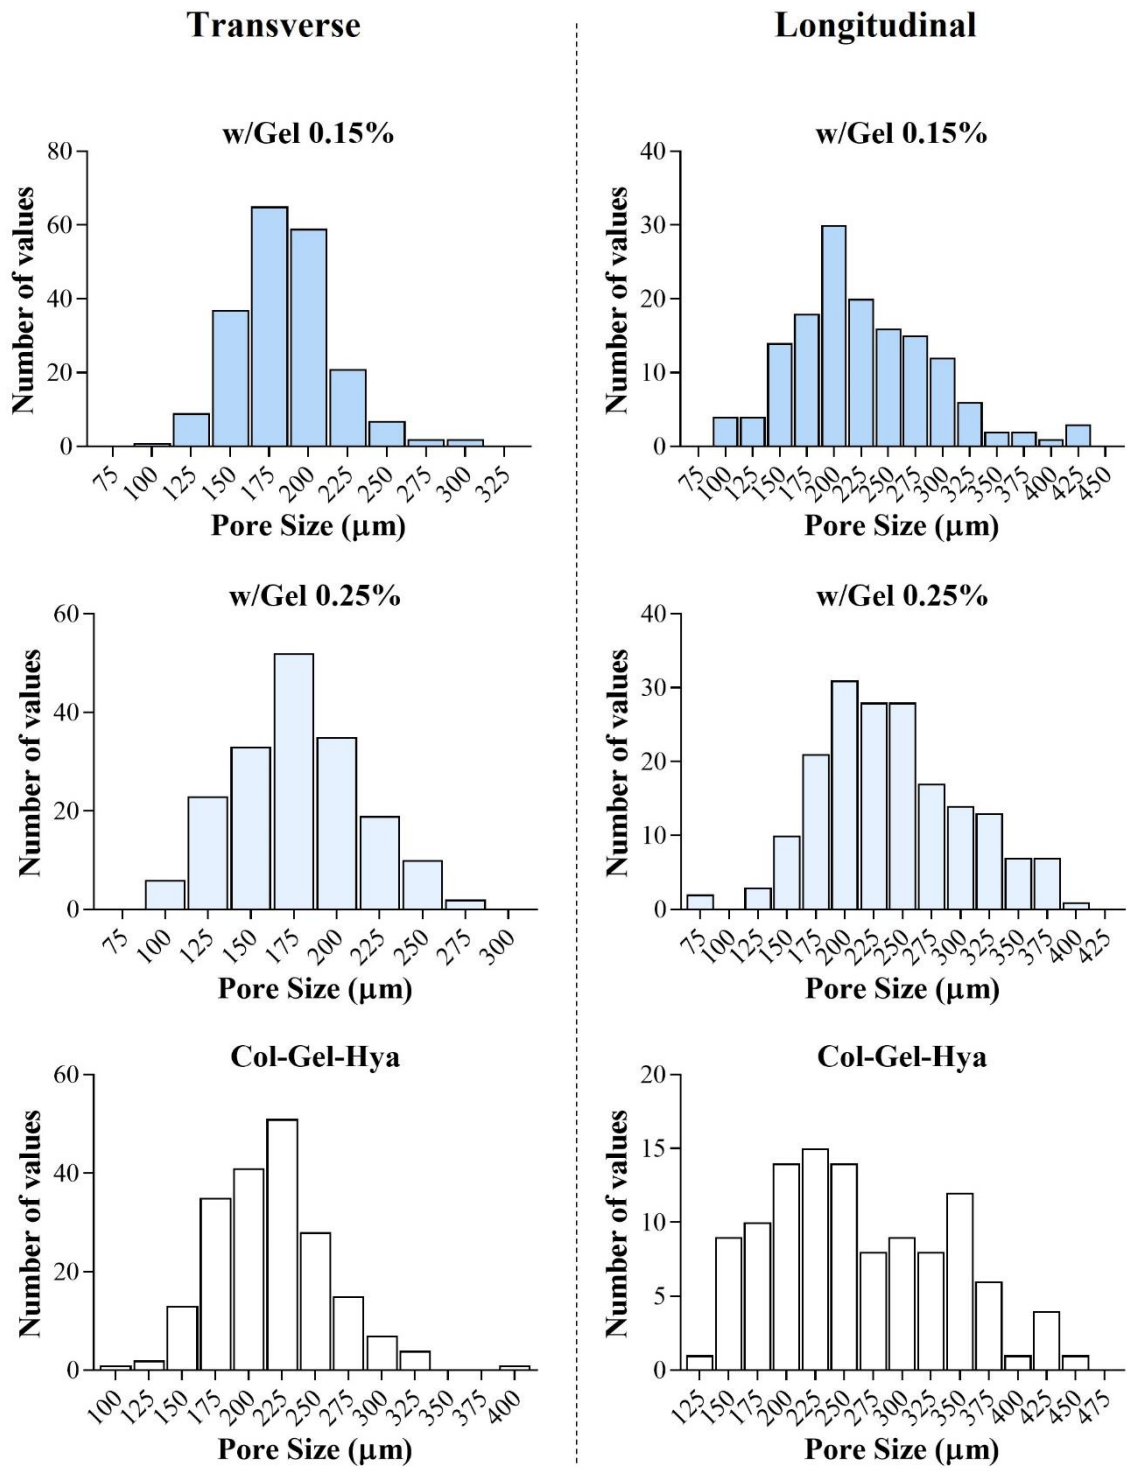 Transverse
Longitudinal
w/Gel 0.15%
80
60
40
20
0
Number of values
75 100 125 150 175 200 225 250 275 300 325
Pore Size (µm)
w/Gel 0.15%
40
30
20
10
0
Number of values
75 100 125 150 175 200 225 250 275 300 325 350 375 400 425 450
Pore Size (µm)
w/Gel 0.25%
60
40
20
0
Number of values
75 100 125 150 175 200 225 250 275 300
Pore Size (µm)
w/Gel 0.25%
40
30
20
10
0
Number of values
75 100 125 150 175 200 225 250 275 300 325 350 375 400 425
Pore Size (µm)
Col-Gel-Hya
60
40
20
0
Number of values
100 125 150 175 200 225 250 275 300 325 350 375 400
Pore Size (µm)
Col-Gel-Hya
20
15
10
5
0
Number of values
125 150 175 200 225 250 275 300 325 350 375 400 425 450 475
Pore Size (µm)